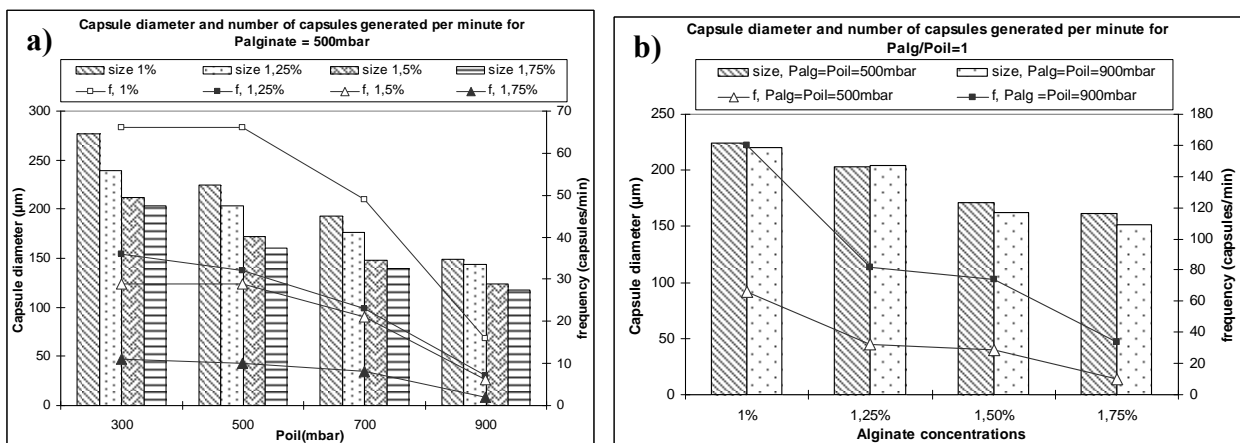 a)
Capsule diameter and number of capsules generated per minute for
Palginate = 500mbar
size 1% size 1,25% size 1,5% size 1,75%
f, 1% f, 1,25% f, 1,5% f, 1,75%
Capsule diameter (µm)
300
250
200
150
100
50
0
70
60
50
40
30
20
10
0
frequency (capsules/min)
300 500 700 900
Poil(mbar)
b)
Capsule diameter and number of capsules generated per minute for
Palg/Poil=1
size, Palg=Poil=500mbar size, Palg=Poil=900mbar
f, Palg=Poil=500mbar f, Palg =Poil=900mbar
Capsule diameter (µm)
250
200
150
100
50
0
180
160
140
120
100
80
60
40
20
0
frequency (capsules/min)
1% 1,25% 1,50% 1,75%
Alginate concentrations